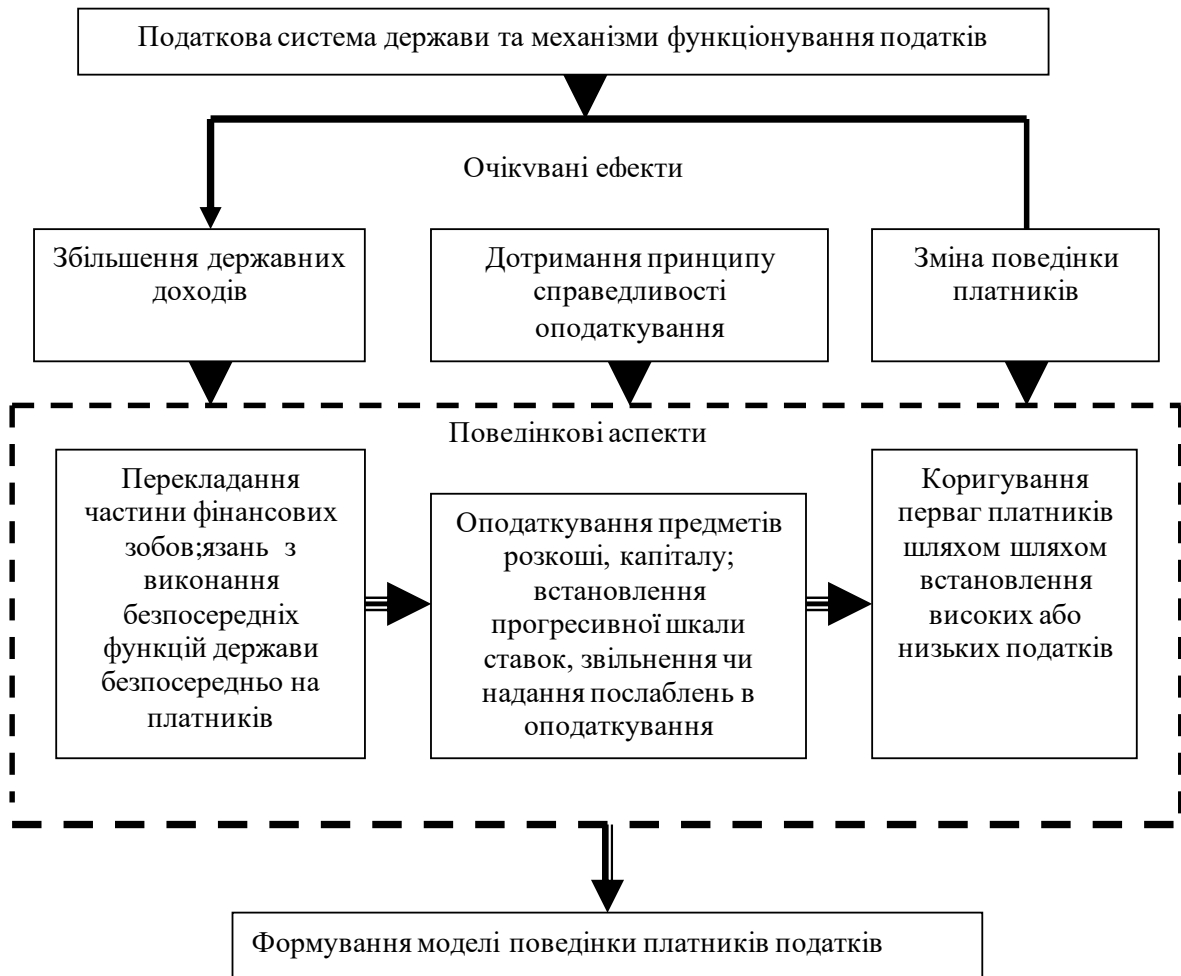 Податкова система держави та механізми функціонування податків
Очікувані ефекти
Збільшення державних
доходів
Дотримання принципу
справедливості
оподаткування
Зміна поведінки
платників
Поведінкові аспекти
Перекладання
частини фінансових
зобов;язань з
виконання
безпосередніх
функцій держави
безпосередньо на
платників
Оподаткування предметів
розкоші, капіталу;
встановлення
прогресивної шкали
ставок, звільнення чи
надання послаблень в
оподаткування
Коригування
перваг платників
шляхом шляхом
встановлення
високих або
низьких податків
Формування моделі поведінки платників податків